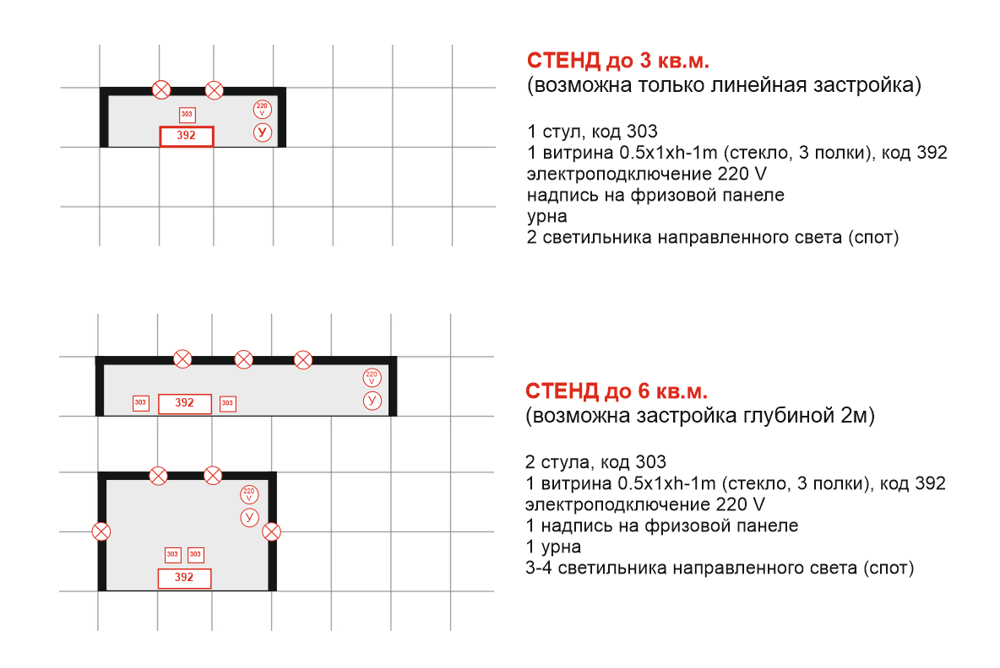 СТЕНД до 3 кв.м.
(возможна только линейная застройка)
1 стул, код 303
1 витрина 0.5x1xh-1m (стекло, 3 полки), код 392
электроподключение 220 V
надпись на фризовой панеле
урна
2 светильника направленного света (спот)
220
V
303
392
У
СТЕНД до 6 кв.м.
(возможна застройка глубиной 2м)
2 стула, код 303
1 витрина 0.5x1xh-1m (стекло, 3 полки), код 392
электроподключение 220 V
1 надпись на фризовой панеле
1 урна
3-4 светильника направленного света (спот)
220
V
303
392
303
У
220
V
У
303
303
392